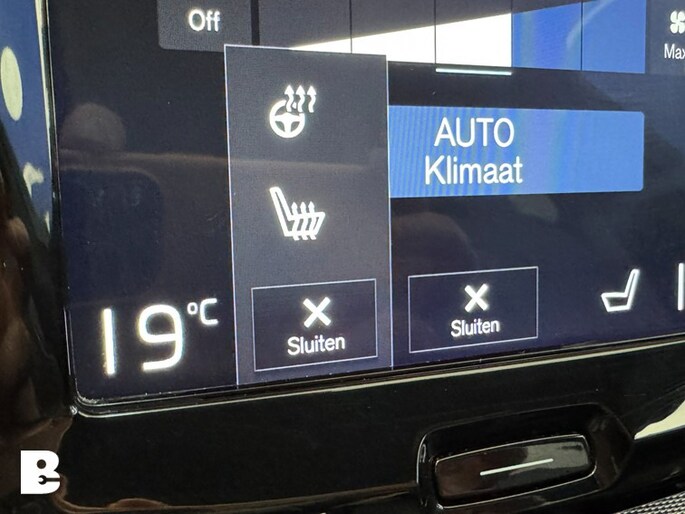 Off
Max
AUTO
Klimaat
19°C
Sluiten
Sluiten